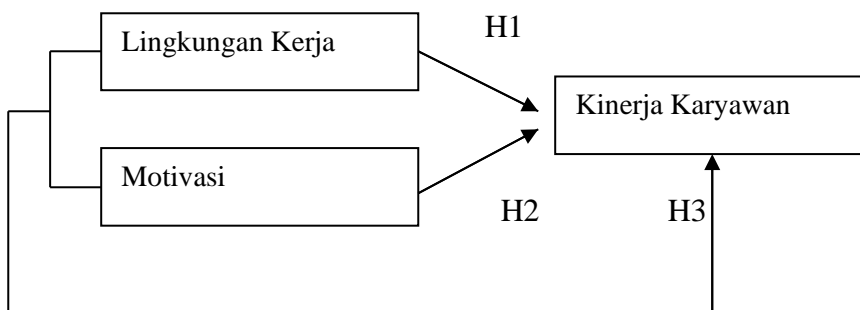 Lingkungan Kerja
H1
Kinerja Karyawan
Motivasi
H2
H3